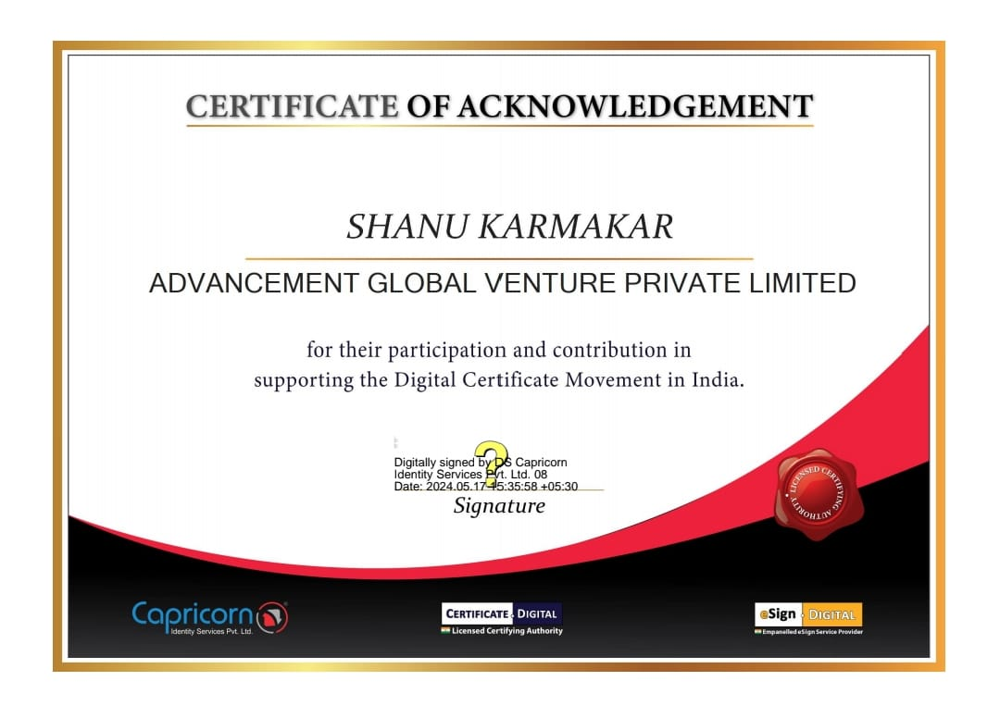 CERTIFICATE OF ACKNOWLEDGEMENT
SHANU KARMAKAR
ADVANCEMENT GLOBAL VENTURE PRIVATE LIMITED
for their participation and contribution in
supporting the Digital Certificate Movement in India.
?
Digitally signed by DS Capricorn
Identity Services Pvt. Ltd. 08
Date: 2024.05.17 15:35:58 +05:30
Signature
LICENSED CERTIFYING AUTHORITY
Capricorn
Identity Services Pvt. Ltd.
CERTIFICATE.DIGITAL
Licensed Certifying Authority
eSign.DIGITAL
Empanelled eSign Service Provider